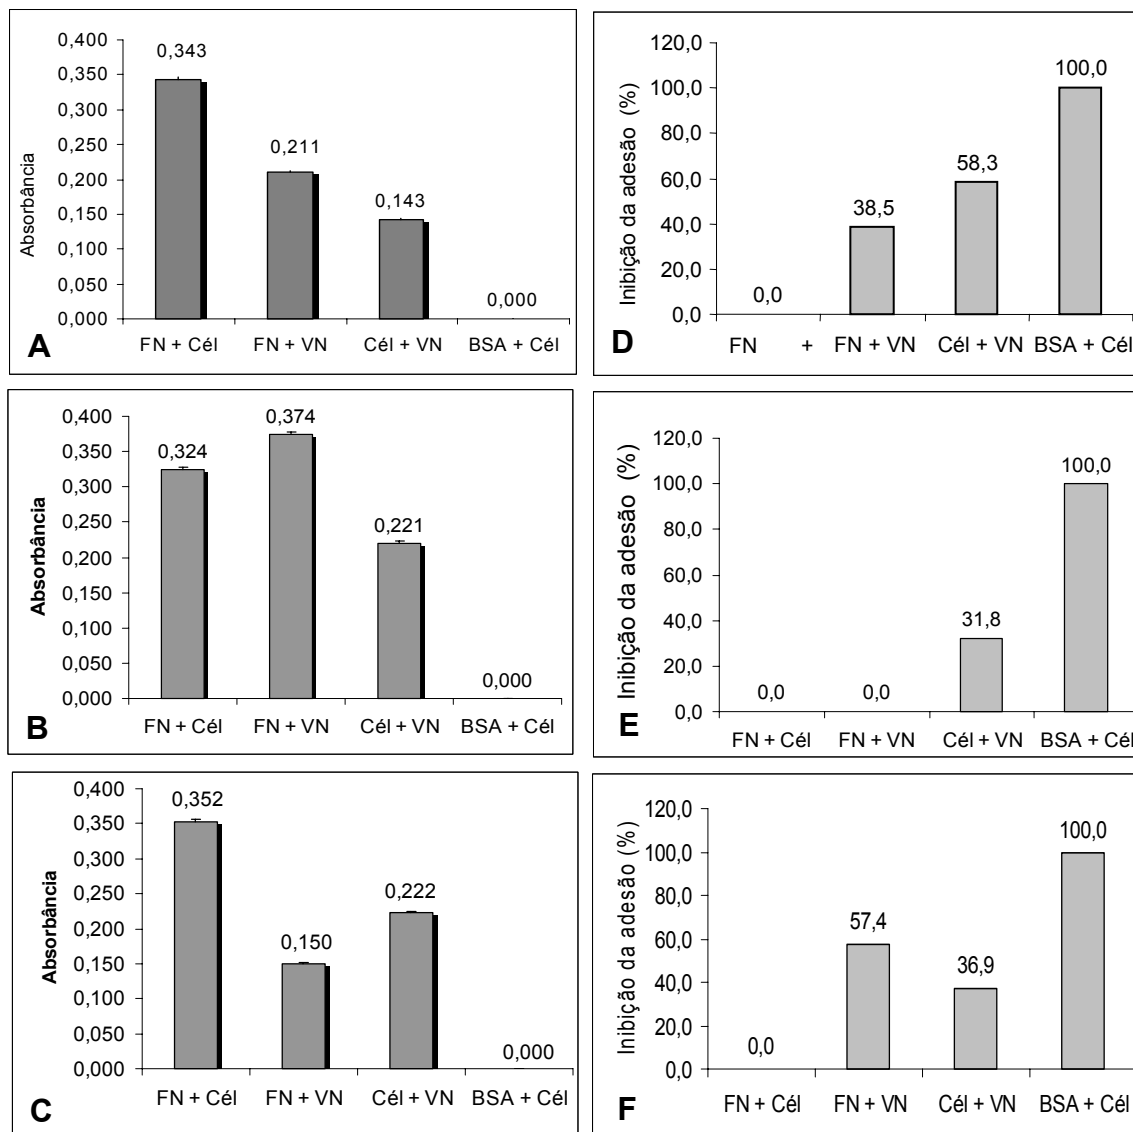 0,400
0,350
0,300
0,250
0,200
0,150
0,100
0,050
0,000
Absorbância
0,343
0,211
0,143
0,000
FN + Cél
FN + VN
Cél + VN
BSA + Cél
A
120,0
100,0
80,0
60,0
40,0
20,0
0,0
Inibição da adesão (%)
0,0
38,5
58,3
100,0
FN +
FN + VN
Cél + VN
BSA + Cél
D
0,400
0,350
0,300
0,250
0,200
0,150
0,100
0,050
0,000
Absorbância
0,324
0,374
0,221
0,000
FN + Cél
FN + VN
Cél + VN
BSA + Cél
B
120,0
100,0
80,0
60,0
40,0
20,0
0,0
Inibição da adesão (%)
0,0
0,0
31,8
100,0
FN + Cél
FN + VN
Cél + VN
BSA + Cél
E
0,400
0,350
0,300
0,250
0,200
0,150
0,100
0,050
0,000
Absorbância
0,352
0,150
0,222
0,000
FN + Cél
FN + VN
Cél + VN
BSA + Cél
C
120,0
100,0
80,0
60,0
40,0
20,0
0,0
Inibição da adesão (%)
0,0
57,4
36,9
100,0
FN + Cél
FN + VN
Cél + VN
BSA + Cél
F